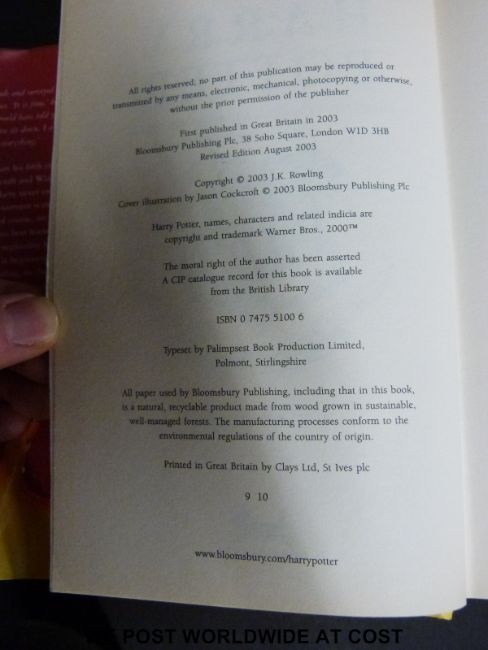 All rights reserved; no part of this publication may be reproduced or
transmitted by any means, electronic, mechanical, photocopying or otherwise,
without the prior permission of the publisher
First published in Great Britain in 2003
Bloomsbury Publishing Plc, 38 Soho Square, London W1D 3HB
Revised Edition August 2003
Copyright © 2003 J.K. Rowling
Cover illustration by Jason Cockcroft © 2003 Bloomsbury Publishing Plc
Harry Potter, names, characters and related indicia are
copyright and trademark Warner Bros., 2000™
The moral right of the author has been asserted
A CIP catalogue record for this book is available
from the British Library
ISBN 0 7475 5100 6
Typeset by Palimpsest Book Production Limited,
Polmont, Stirlingshire
All paper used by Bloomsbury Publishing, including that in this book,
is a natural, recyclable product made from wood grown in sustainable,
well-managed forests. The manufacturing processes conform to the
environmental regulations of the country of origin.
Printed in Great Britain by Clays Ltd, St Ives plc
9 10
www.bloomsbury.com/harrypotter
POST WORLDWIDE AT COST